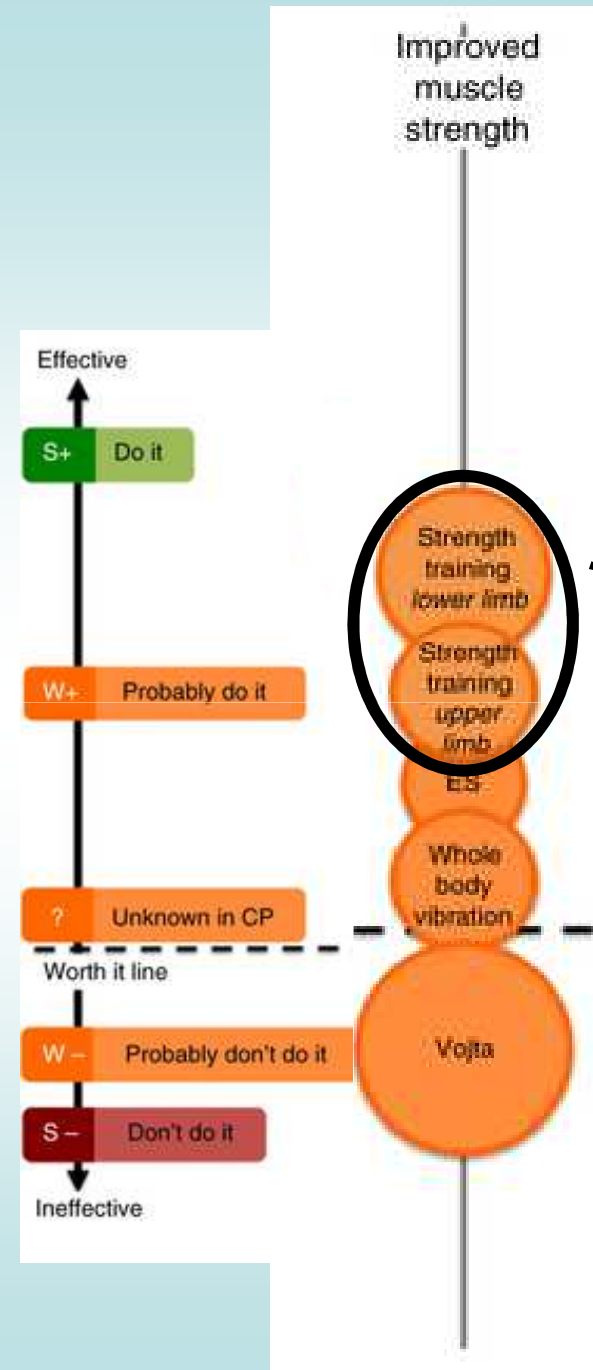 Improved
muscle
strength
Effective
S+ Do it
W+ Probably do it
? Unknown in CP
Worth it line
W – Probably don't do it
S – Don't do it
Ineffective
Strength
training
lower limb
Strength
training
upper
limb
ES
Whole
body
vibration
Vojta